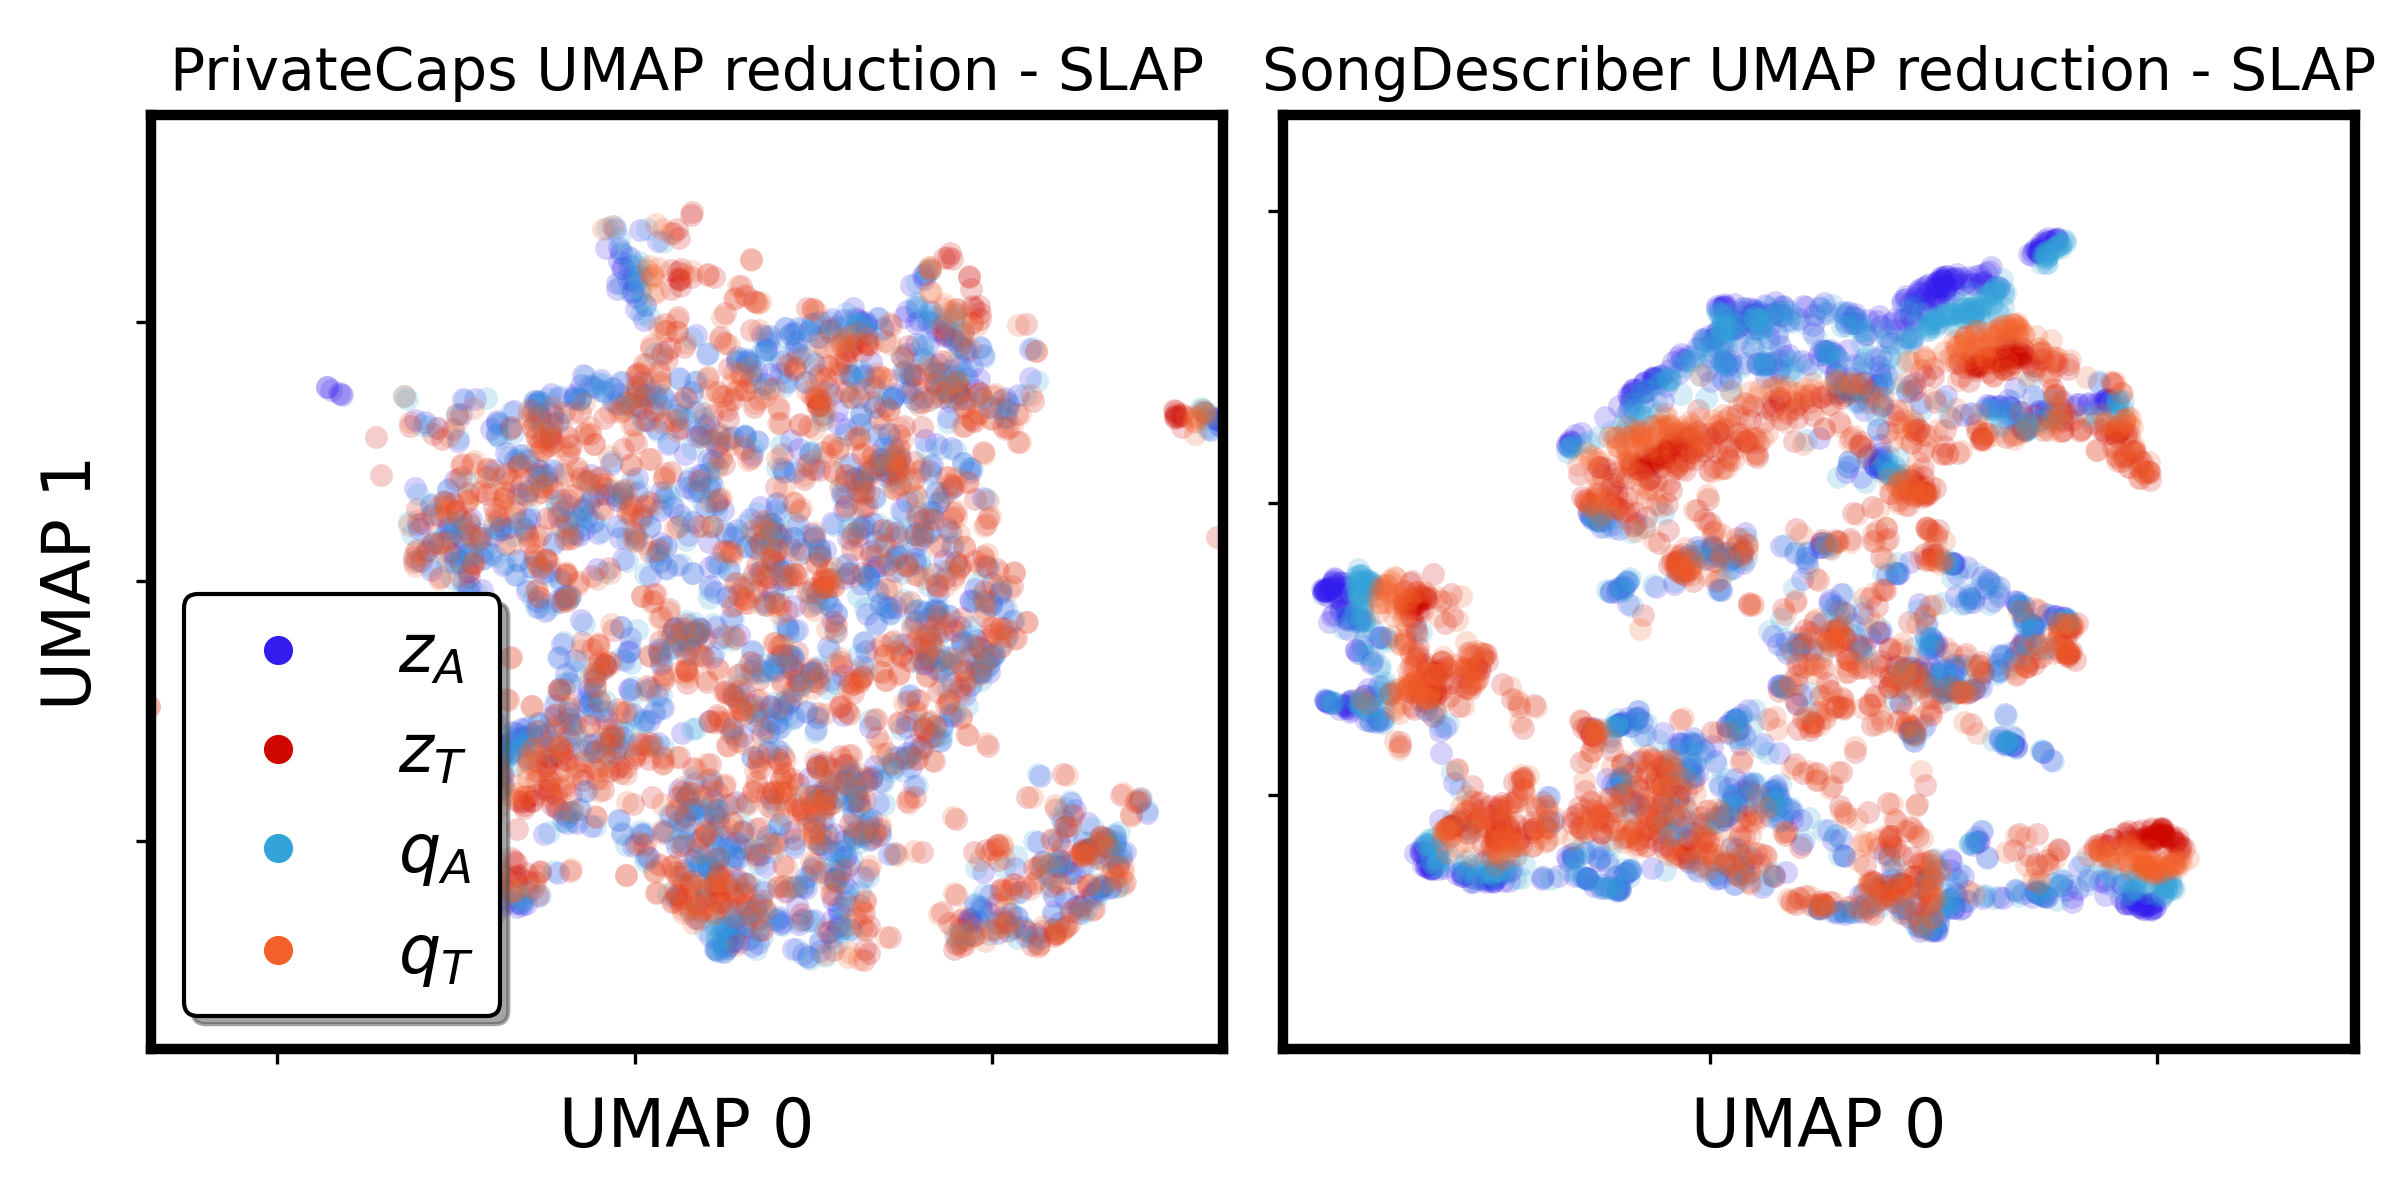 PrivateCaps UMAP reduction - SLAP
SongDescriber UMAP reduction - SLAP
UMAP 1
z_A
z_T
q_A
q_T
UMAP 0
UMAP 0